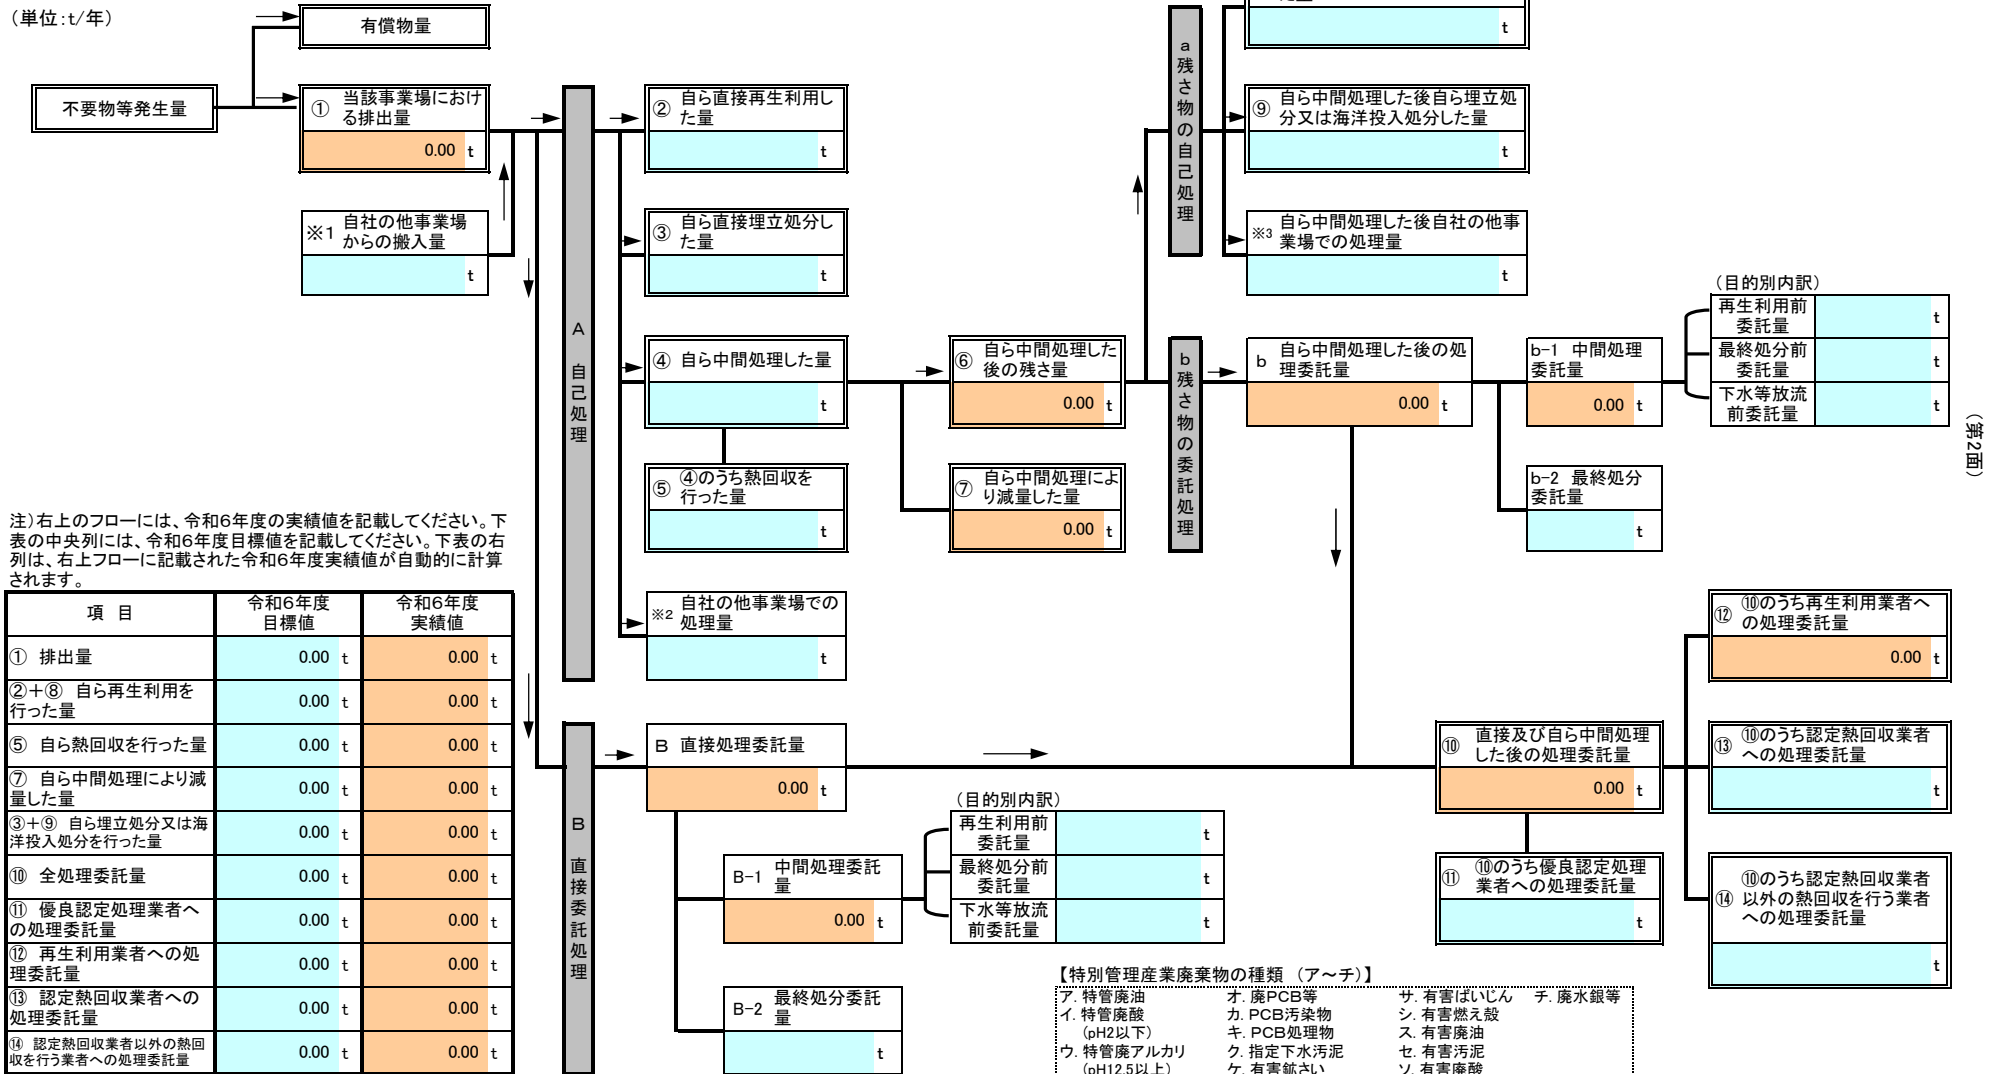 （単位：t/年）
有償物量
不要物等発生量
① 当該事業場におけ
る排出量
0.00 t
※1 自社の他事業場
からの搬入量
t
A 自己処理
② 自ら直接再生利用し
た量
t
③ 自ら直接埋立処分し
た量
t
④ 自ら中間処理した量
t
⑤ ④のうち熱回収を
行った量
t
※2 自社の他事業場での
処理量
t
⑥ 自ら中間処理した
後の残さ量
0.00 t
⑦ 自ら中間処理によ
り減量した量
0.00 t
a 残さ物の自己処理
t
⑨ 自ら中間処理した後自ら埋立処
分又は海洋投入処分した量
t
※3 自ら中間処理した後自社の他事
業場での処理量
t
b 残さ物の委託処理
b 自ら中間処理した後の処
理委託量
0.00 t
b-1 中間処理
委託量
0.00 t
（目的別内訳）
再生利用前
委託量
t
最終処分前
委託量
t
下水等放流
前委託量
t
b-2 最終処分
委託量
t
（第2面）
注）右上のフローには、令和6年度の実績値を記載してください。下
表の中央列には、令和6年度目標値を記載してください。下表の右
列は、右上フローに記載された令和6年度実績値が自動的に計算
されます。
項 目
令和6年度
目標値
令和6年度
実績値
① 排出量 0.00 t 0.00 t
②＋⑧ 自ら再生利用を
行った量 0.00 t 0.00 t
⑤ 自ら熱回収を行った量 0.00 t 0.00 t
⑦ 自ら中間処理により減
量した量 0.00 t 0.00 t
③＋⑨ 自ら埋立処分又は海
洋投入処分を行った量 0.00 t 0.00 t
⑩ 全処理委託量 0.00 t 0.00 t
⑪ 優良認定処理業者へ
の処理委託量 0.00 t 0.00 t
⑫ 再生利用業者への処
理委託量 0.00 t 0.00 t
⑬ 認定熱回収業者への
処理委託量 0.00 t 0.00 t
⑭ 認定熱回収業者以外の熱回
収を行う業者への処理委託量 0.00 t 0.00 t
B 直接委託処理
B 直接処理委託量
0.00 t
B-1 中間処理委託
量
0.00 t
（目的別内訳）
再生利用前
委託量
t
最終処分前
委託量
t
下水等放流
前委託量
t
B-2 最終処分委託
量
t
⑩ 直接及び自ら中間処理
した後の処理委託量
0.00 t
⑪ ⑩のうち優良認定処理
業者への処理委託量
t
⑫ ⑩のうち再生利用業者へ
の処理委託量
0.00 t
⑬ ⑩のうち認定熱回収業者
への処理委託量
t
⑭ ⑩のうち認定熱回収業者
以外の熱回収を行う業者
への処理委託量
t
【特別管理産業廃棄物の種類 （ア～チ）】
ア. 特管廃油 オ. 廃PCB等 サ. 有害ばいじん チ. 廃水銀等
イ. 特管廃酸 カ. PCB汚染物 シ. 有害燃え殻
（pH2以下） キ. PCB処理物 ス. 有害廃油
ウ. 特管廃アルカリ ク. 指定下水汚泥 セ. 有害汚泥
（pH12.5以上） ケ. 有害鉱さい ソ. 有害廃酸